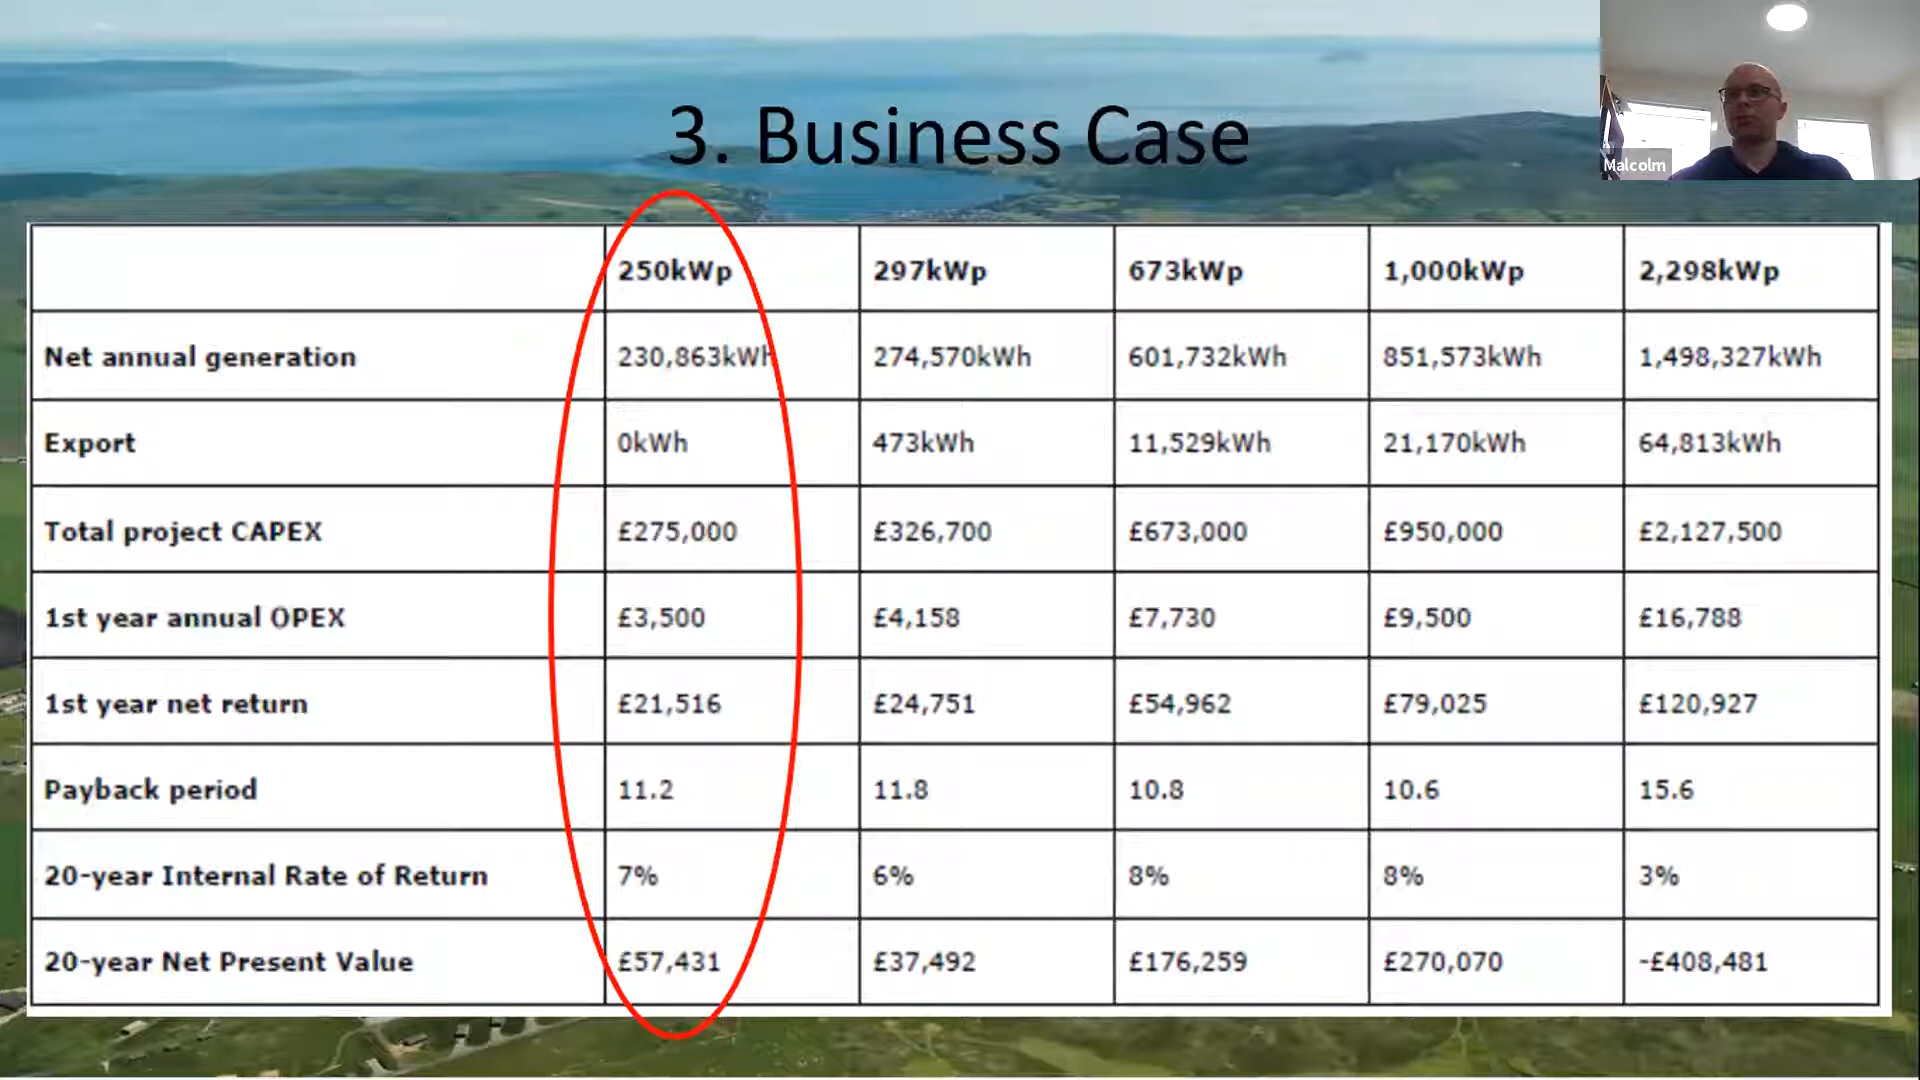 3. Business Case
Malcolm
250kWp 297kWp 673kWp 1,000kWp 2,298kWp
Net annual generation 230,863kWh 274,570kWh 601,732kWh 851,573kWh 1,498,327kWh
Export 0kWh 473kWh 11,529kWh 21,170kWh 64,813kWh
Total project CAPEX £275,000 £326,700 £673,000 £950,000 £2,127,500
1st year annual OPEX £3,500 £4,158 £7,730 £9,500 £16,788
1st year net return £21,516 £24,751 £54,962 £79,025 £120,927
Payback period 11.2 11.8 10.8 10.6 15.6
20-year Internal Rate of Return 7% 6% 8% 8% 3%
20-year Net Present Value £57,431 £37,492 £176,259 £270,070 -£408,481